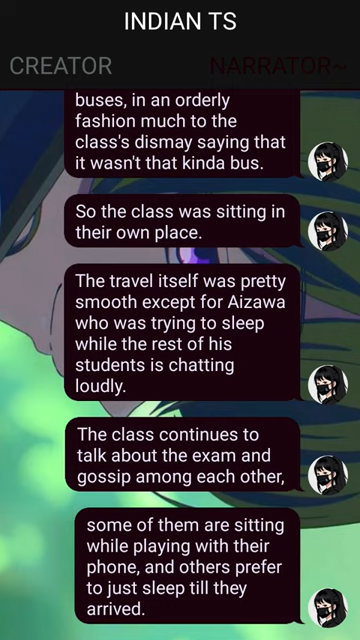 INDIAN TS
CREATOR
NARRATOR~
buses, in an orderly
fashion much to the
class's dismay saying that
it wasn't that kinda bus.
So the class was sitting in
their own place.
The travel itself was pretty
smooth except for Aizawa
who was trying to sleep
while the rest of his
students is chatting
loudly.
The class continues to
talk about the exam and
gossip among each other,
some of them are sitting
while playing with their
phone, and others prefer
to just sleep till they
arrived.